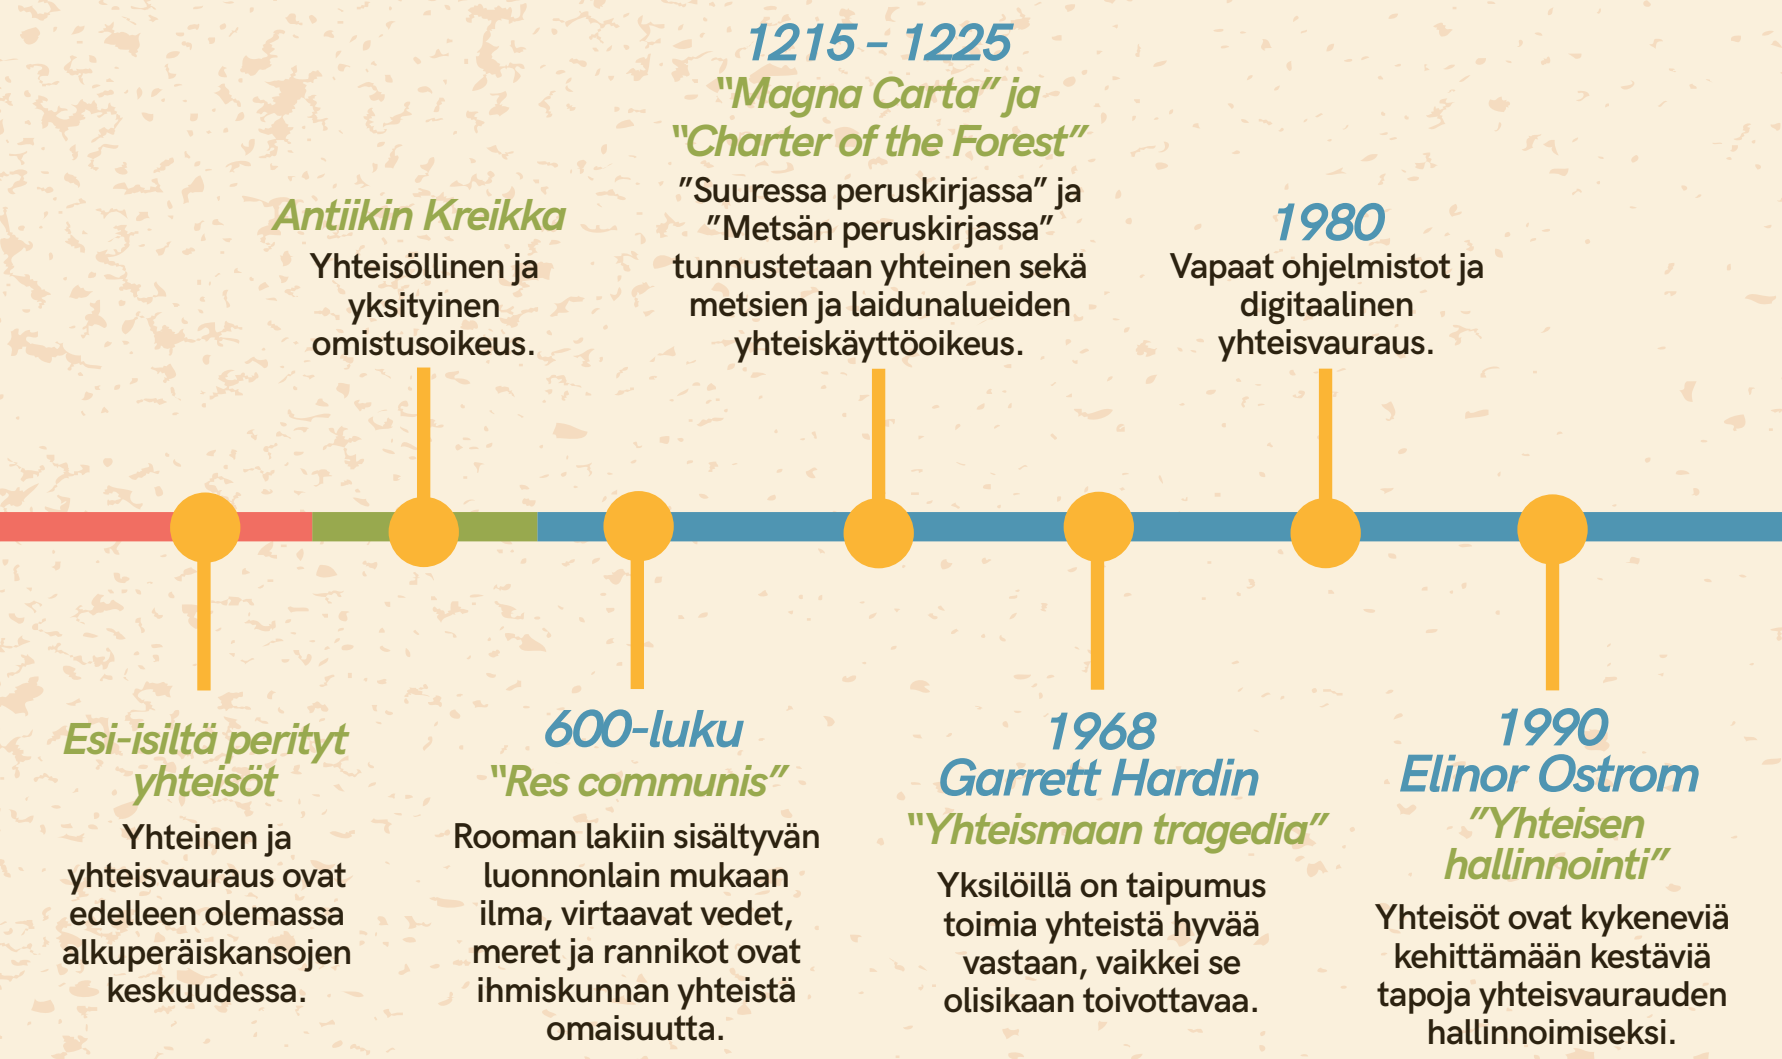 Esi-isiltä perityt
yhteisöt
Yhteinen ja
yhteisvauraus ovat
edelleen olemassa
alkuperäiskansojen
keskuudessa.
Antiikin Kreikka
Yhteisöllinen ja
yksityinen
omistusoikeus.
600-luku
“Res communis”
Rooman lakiin sisältyvän
luonnonlain mukaan
ilma, virtaavat vedet,
meret ja rannikot ovat
ihmiskunnan yhteistä
omaisuutta.
1215 – 1225
“Magna Carta” ja
“Charter of the Forest”
”Suuressa peruskirjassa” ja
”Metsän peruskirjassa”
tunnustetaan yhteinen sekä
metsien ja laidunalueiden
yhteiskäyttöoikeus.
1968
Garrett Hardin
“Yhteismaan tragedia”
Yksilöillä on taipumus
toimia yhteistä hyvää
vastaan, vaikkei se
olisikaan toivottavaa.
1980
Vapaat ohjelmistot ja
digitaalinen
yhteisvauraus.
1990
Elinor Ostrom
”Yhteisen
hallinnointi”
Yhteisöt ovat kykeneviä
kehittämään kestäviä
tapoja yhteisvaurauden
hallinnoimiseksi.